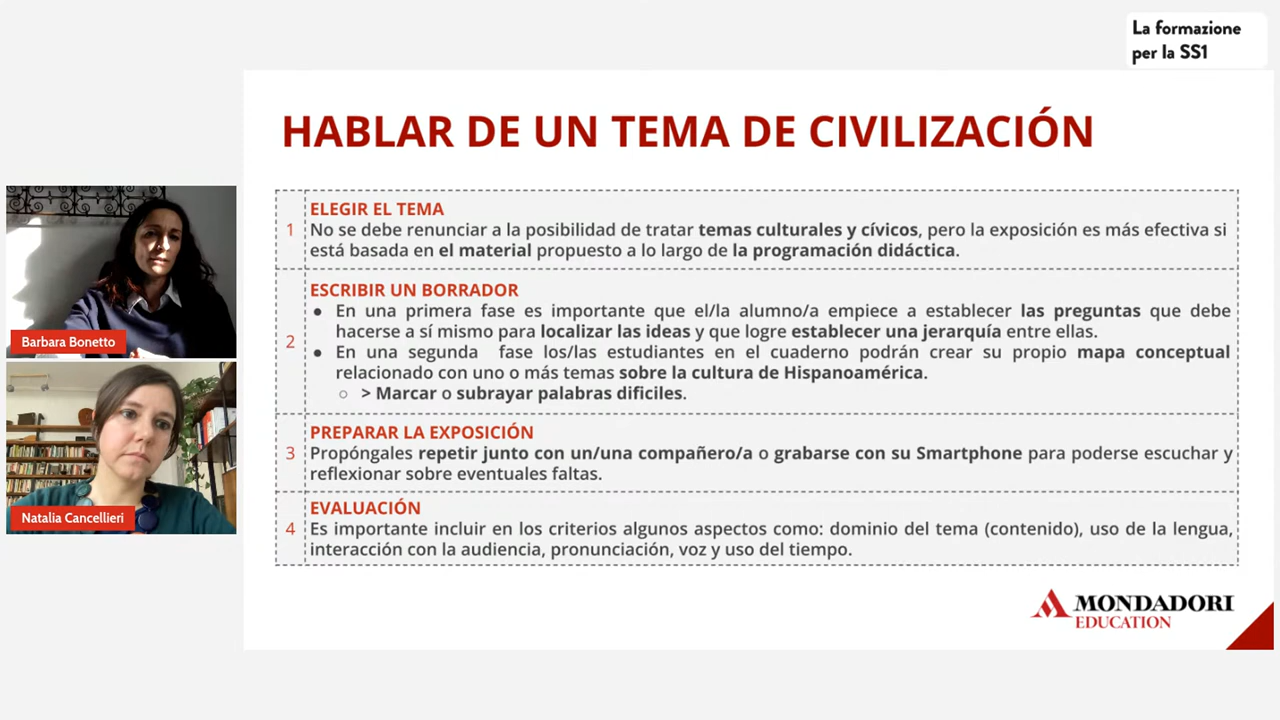 La formazione
per la SS1
HABLAR DE UN TEMA DE CIVILIZACIÓN
1
ELEGIR EL TEMA
No se debe renunciar a la posibilidad de tratar temas culturales y cívicos, pero la exposición es más efectiva si
está basada en el material propuesto a lo largo de la programación didáctica.
2
ESCRIBIR UN BORRADOR
● En una primera fase es importante que el/la alumno/a empiece a establecer las preguntas que debe
hacerse a sí mismo para localizar las ideas y que logre establecer una jerarquía entre ellas.
● En una segunda fase los/las estudiantes en el cuaderno podrán crear su propio mapa conceptual
relacionado con uno o más temas sobre la cultura de Hispanoamérica.
○ > Marcar o subrayar palabras dificiles.
3
PREPARAR LA EXPOSICIÓN
Propóngales repetir junto con un/una compañero/a o grabarse con su Smartphone para poderse escuchar y
reflexionar sobre eventuales faltas.
4
EVALUACIÓN
Es importante incluir en los criterios algunos aspectos como: dominio del tema (contenido), uso de la lengua,
interacción con la audiencia, pronunciación, voz y uso del tiempo.
Barbara Bonetto
Natalia Cancellieri
MONDADORI
EDUCATION